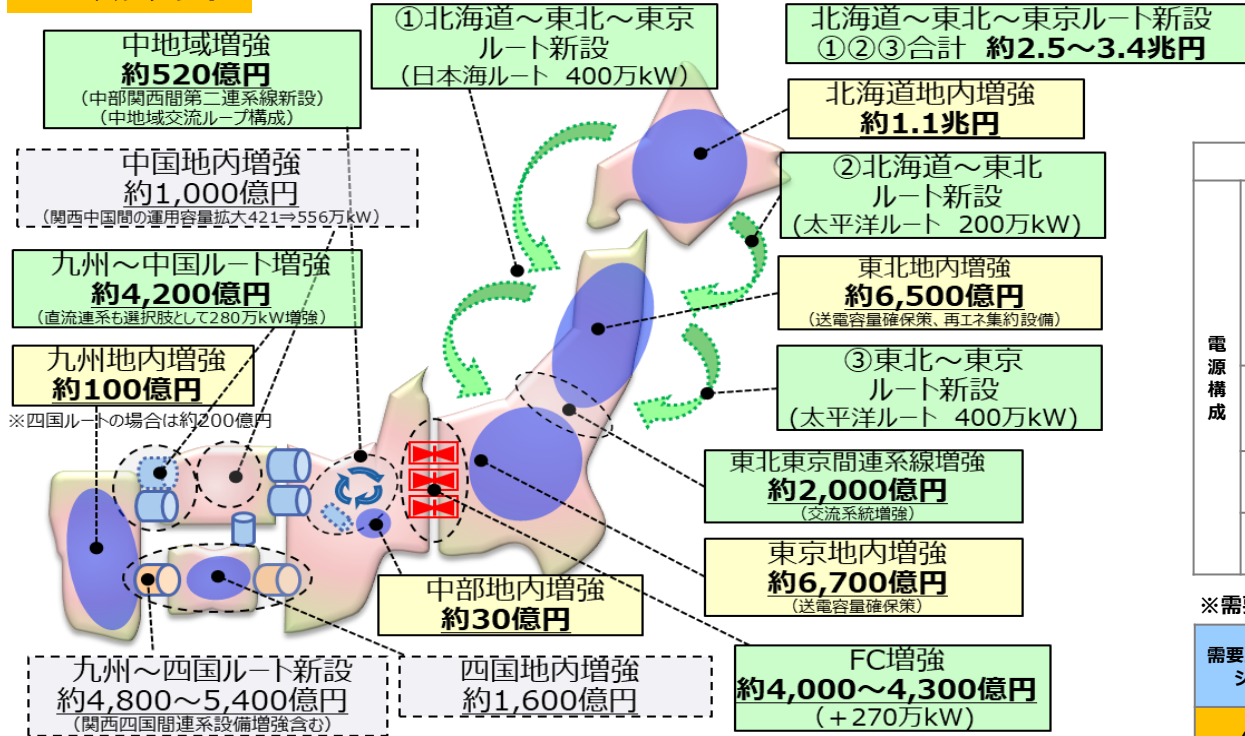 ①北海道～東北～東京
ルート新設
(日本海ルート 400万kW)
北海道～東北～東京ルート新設
①②③合計 約2.5～3.4兆円
中地域増強
約520億円
(中部関西間第二連系線新設)
(中地域交流ループ構成)
北海道地内増強
約1.1兆円
中国地内増強
約1,000億円
(関西中国間の運用容量拡大421⇒556万kW)
②北海道～東北
ルート新設
(太平洋ルート 200万kW)
九州～中国ルート増強
約4,200億円
(直流連系も選択肢として280万kW増強)
東北地内増強
約6,500億円
(送電容量確保策、再エネ集約設備)
九州地内増強
約100億円
※四国ルートの場合は約200億円
③東北～東京
ルート新設
(太平洋ルート 400万kW)
東北東京間連系線増強
約2,000億円
(交流系統増強)
東京地内増強
約6,700億円
(送電容量確保策)
中部地内増強
約30億円
九州～四国ルート新設
約4,800～5,400億円
(関西四国間連系設備増強含む)
四国地内増強
約1,600億円
FC増強
約4,000～4,300億円
(＋270万kW)
電
源
構
成
※需
需要